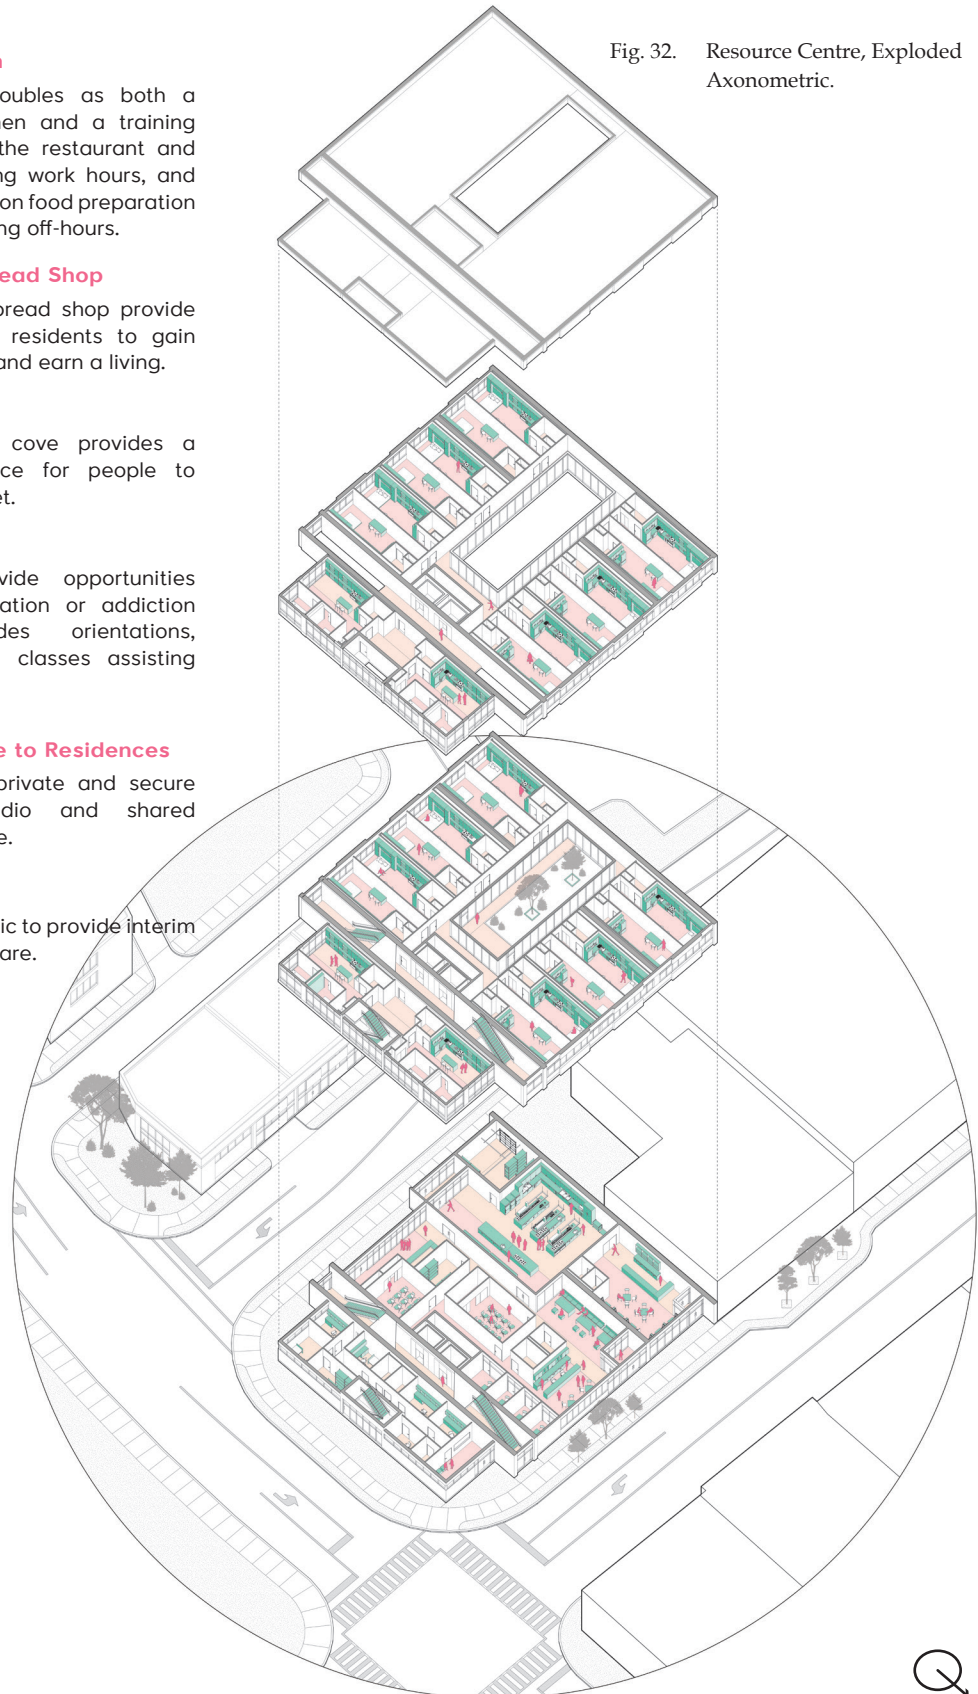 Fig. 32. Resource Centre, Exploded
Axonometric.
n
oubles as both a
en and a training
the restaurant and
ng work hours, and
on food preparation
ng off-hours.
ead Shop
bread shop provide
residents to gain
and earn a living.
cove provides a
ce for people to
et.
vide opportunities
ation or addiction
des orientations,
classes assisting
e to Residences
private and secure
dio and shared
e.
ic to provide interim
are.